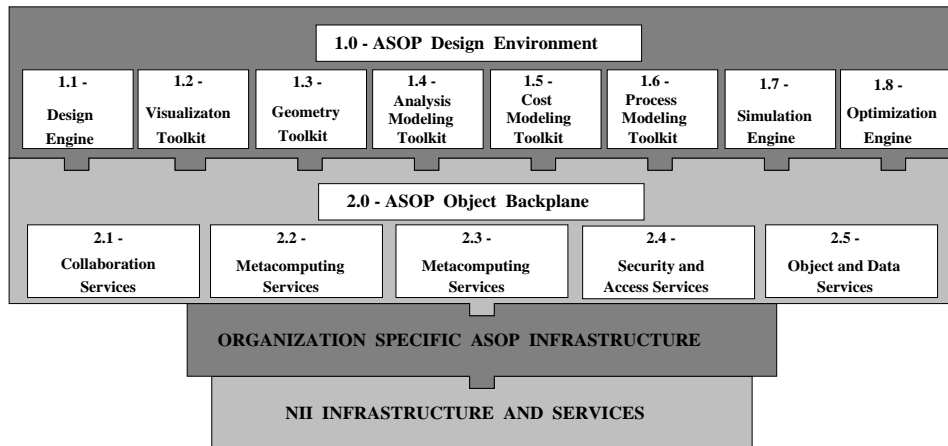 1.0 - ASOP Design Environment
1.1 -
Design
Engine
1.2 -
Visualizaton
Toolkit
1.3 -
Geometry
Toolkit
1.4 -
Analysis
Modeling
Toolkit
1.5 -
Cost
Modeling
Toolkit
1.6 -
Process
Modeling
Toolkit
1.7 -
Simulation
Engine
1.8 -
Optimization
Engine
2.0 - ASOP Object Backplane
2.1 -
Collaboration
Services
2.2 -
Metacomputing
Services
2.3 -
Metacomputing
Services
2.4 -
Security and
Access Services
2.5 -
Object and Data
Services
ORGANIZATION SPECIFIC ASOP INFRASTRUCTURE
NII INFRASTRUCTURE AND SERVICES